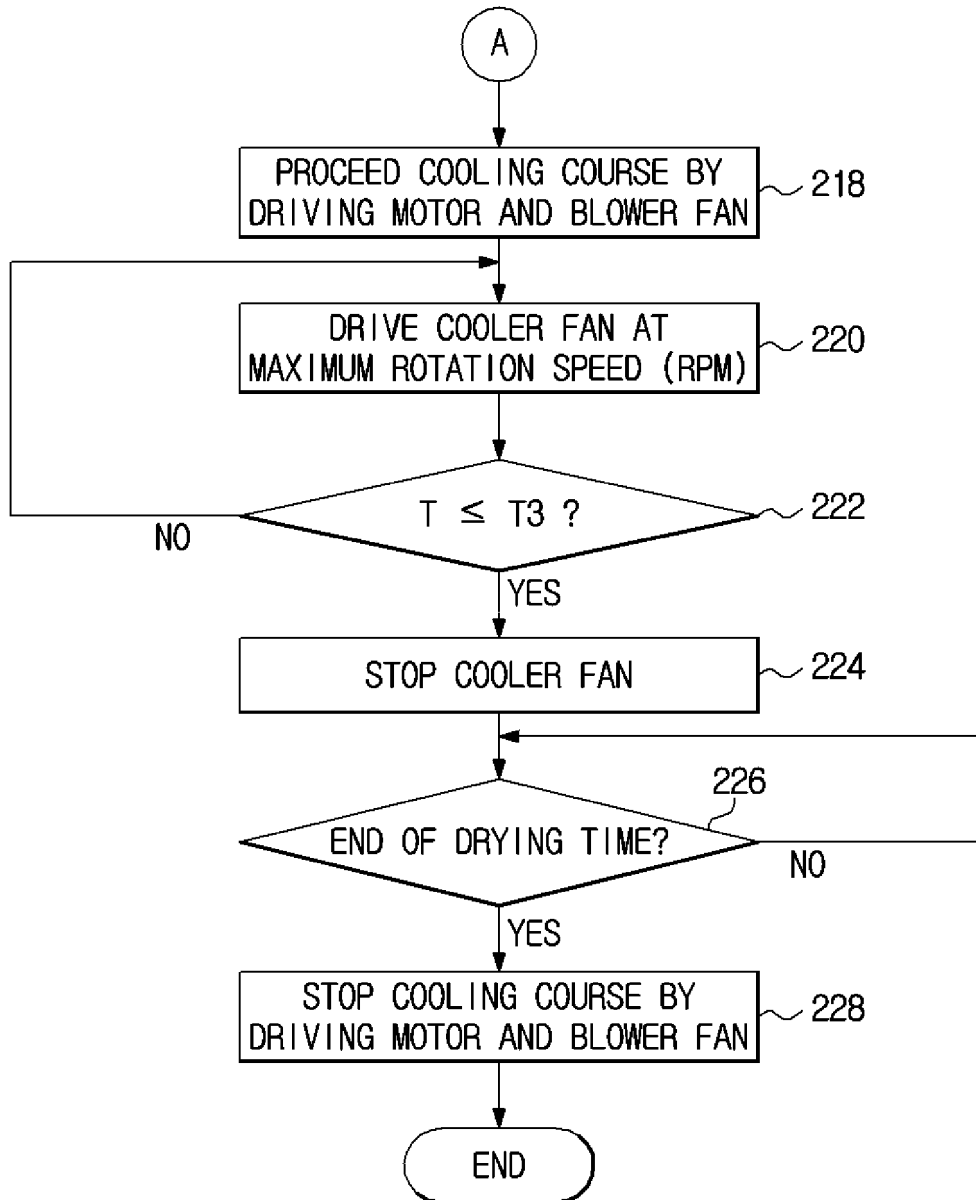 A
PROCEED COOLING COURSE BY
DRIVING MOTOR AND BLOWER FAN
218
DRIVE COOLER FAN AT
MAXIMUM ROTATION SPEED (RPM)
220
T ≤ T3 ?
222
NO
YES
STOP COOLER FAN
224
226
END OF DRYING TIME?
NO
YES
STOP COOLING COURSE BY
DRIVING MOTOR AND BLOWER FAN
228
END